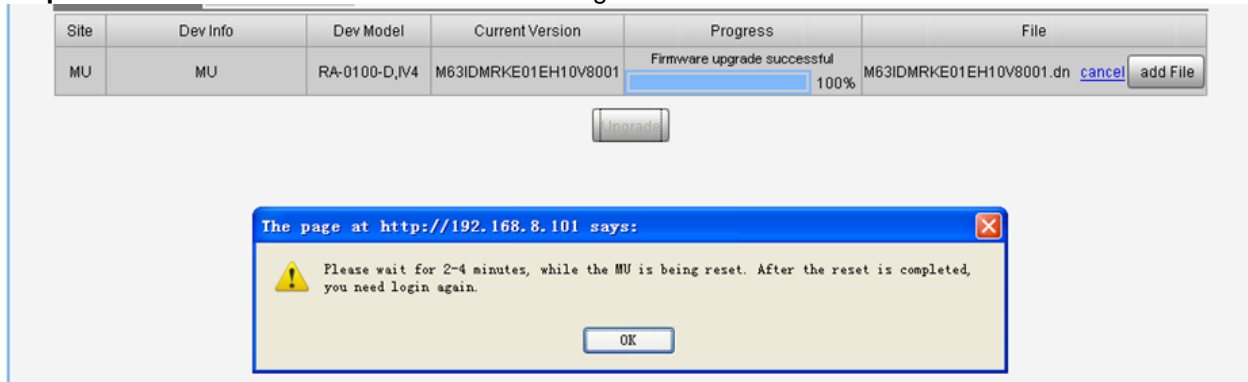 Site Dev Info Dev Model Current Version Progress File
MU MU RA-0100-D,IV4 M63IDMRKE01EH10V8001 Firmware upgrade successful 100% M63IDMRKE01EH10V8001.dn cancel add File
Upgrade
The page at http://192.168.8.101 says:
Please wait for 2-4 minutes, while the MU is being reset. After the reset is completed,
you need login again.
OK